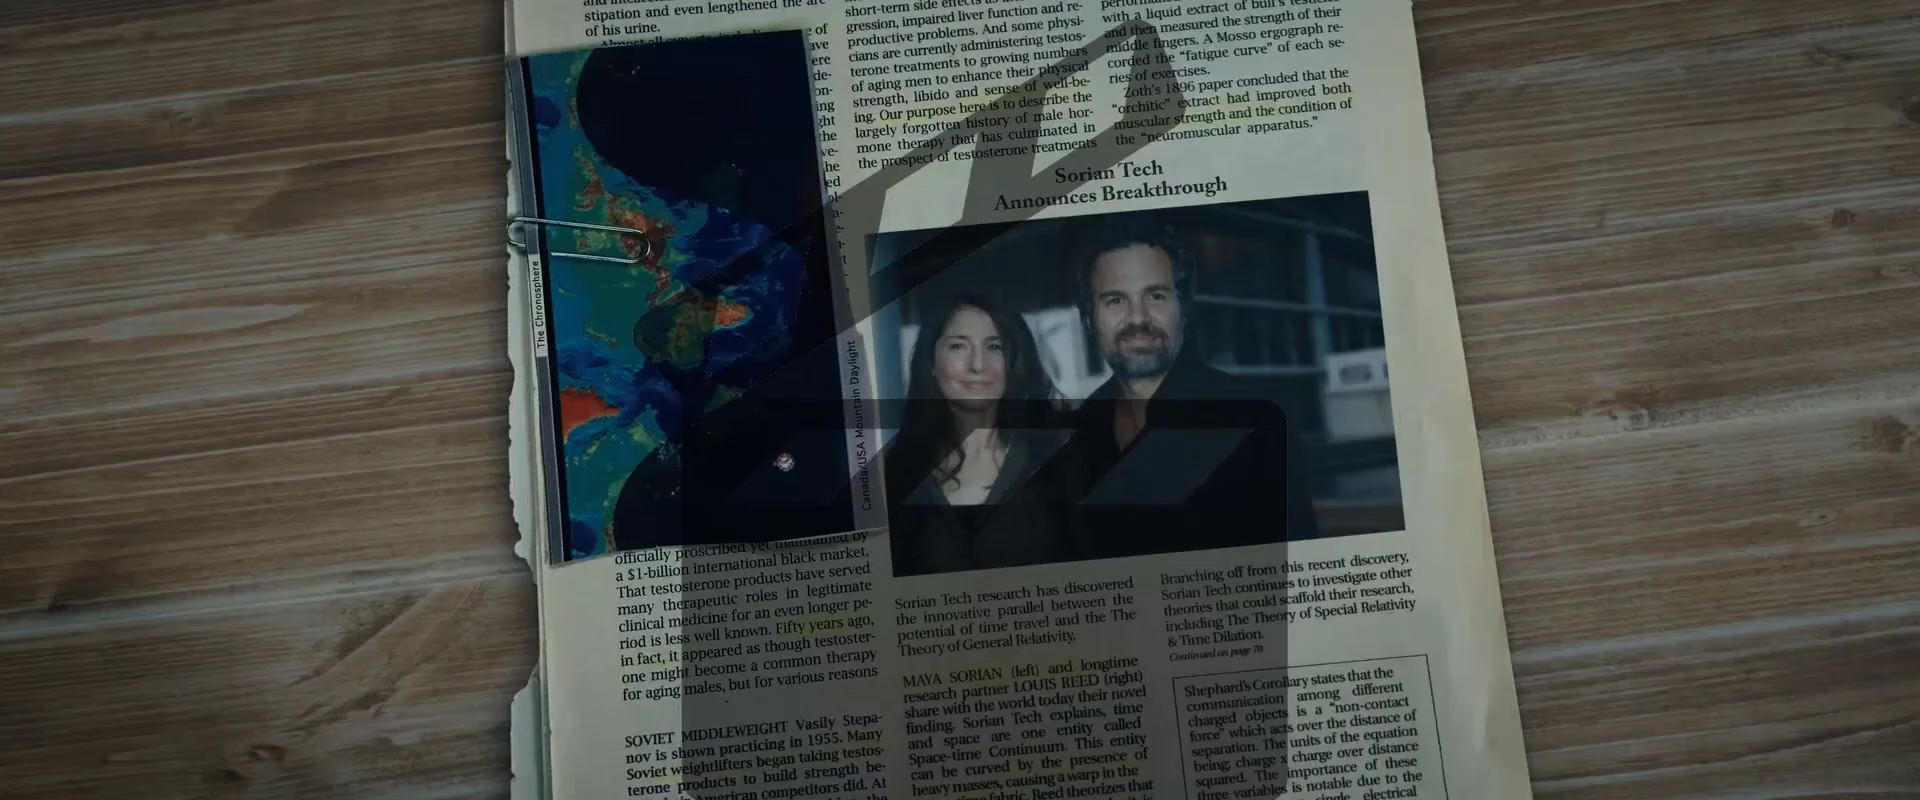 stipation and even lengthened the arc
of his urine.
officially proscribed yet maintained by
a $1-billion international black market.
That testosterone products have served
many therapeutic roles in legitimate
clinical medicine for an even longer pe-
riod is less well known. Fifty years ago,
in fact, it appeared as though testoster-
one might become a common therapy
for aging males, but for various reasons
SOVIET MIDDLEWEIGHT Vasily Stepa-
nov is shown practicing in 1955. Many
Soviet weightlifters began taking testos-
terone products to build strength be-
American competitors did. At
The Chronosphere
Canada/USA Mountain Daylight
short-term side effects as
gression, impaired liver function and re-
productive problems. And some physi-
cians are currently administering testos-
terone treatments to growing numbers
of aging men to enhance their physical
strength, libido and sense of well-be-
ing. Our purpose here is to describe the
largely forgotten history of male hor-
mone therapy that has culminated in
the prospect of testosterone treatments
with a liquid extract of bull's testicles
and then measured the strength of their
middle fingers. A Mosso ergograph re-
corded the "fatigue curve" of each se-
ries of exercises.
Zoth's 1896 paper concluded that the
"orchitic" extract had improved both
muscular strength and the condition of
the "neuromuscular apparatus."
Sorian Tech
Announces Breakthrough
Sorian Tech research has discovered
the innovative parallel between the
potential of time travel and the The
Theory of General Relativity.
MAYA SORIAN (left) and longtime
research partner LOUIS REED (right)
share with the world today their novel
finding. Sorian Tech explains, time
and space are one entity called
Space-time Continuum. This entity
can be curved by the presence of
heavy masses, causing a warp in the
fabric. Reed theorizes that
Branching off from this recent discovery,
Sorian Tech continues to investigate other
theories that could scaffold their research,
including The Theory of Special Relativity
& Time Dilation.
Continued on page 78
Shephard's Corollary states that the
communication among different
charged objects is a "non-contact
force" which acts over the distance of
separation. The units of the equation
being: charge x charge over distance
squared. The importance of these
three variables is notable due to the
single electrical